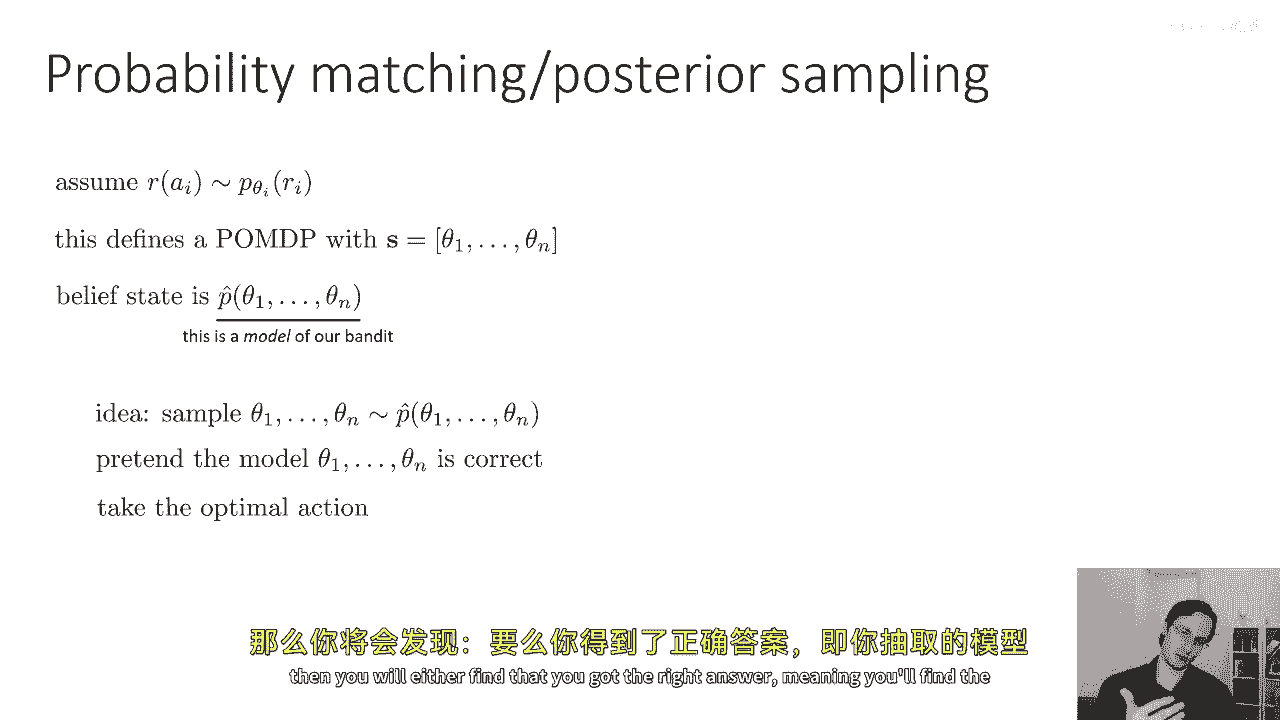 Probability matching/posterior sampling
assume $r(a_i) \sim p_{\theta_i}(r_i)$
this defines a POMDP with $\mathbf{s} = [\theta_1, \ldots, \theta_n]$
belief state is $\hat{p}(\theta_1, \ldots, \theta_n)$
this is a model of our bandit
idea: sample $\theta_1, \ldots, \theta_n \sim \hat{p}(\theta_1, \ldots, \theta_n)$
pretend the model $\theta_1, \ldots, \theta_n$ is correct
take the optimal action
那么你将会发现：要么你得到了正确答案，即你抽取的模型
then you will either find that you got the right answer, meaning you'll find the